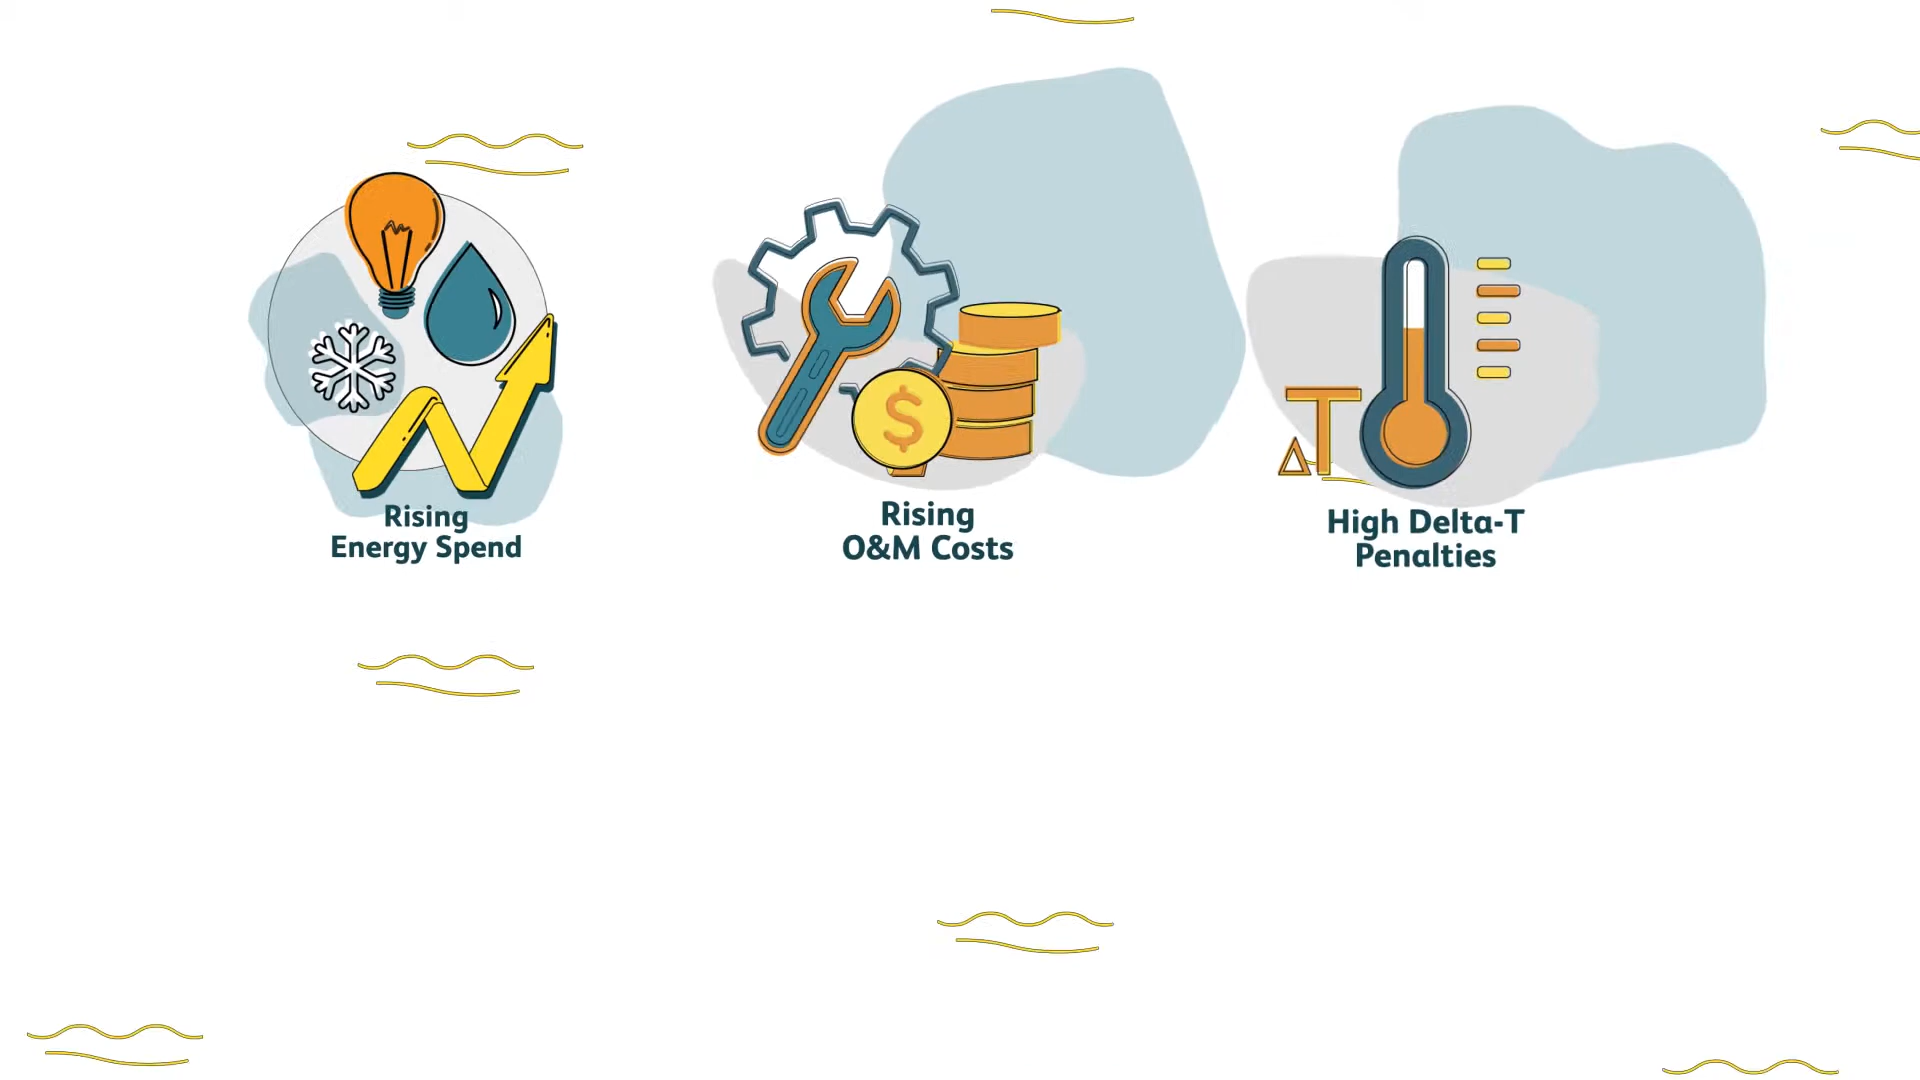 $
ΔT
Rising
Energy Spend
Rising
O&M Costs
High Delta-T
Penalties